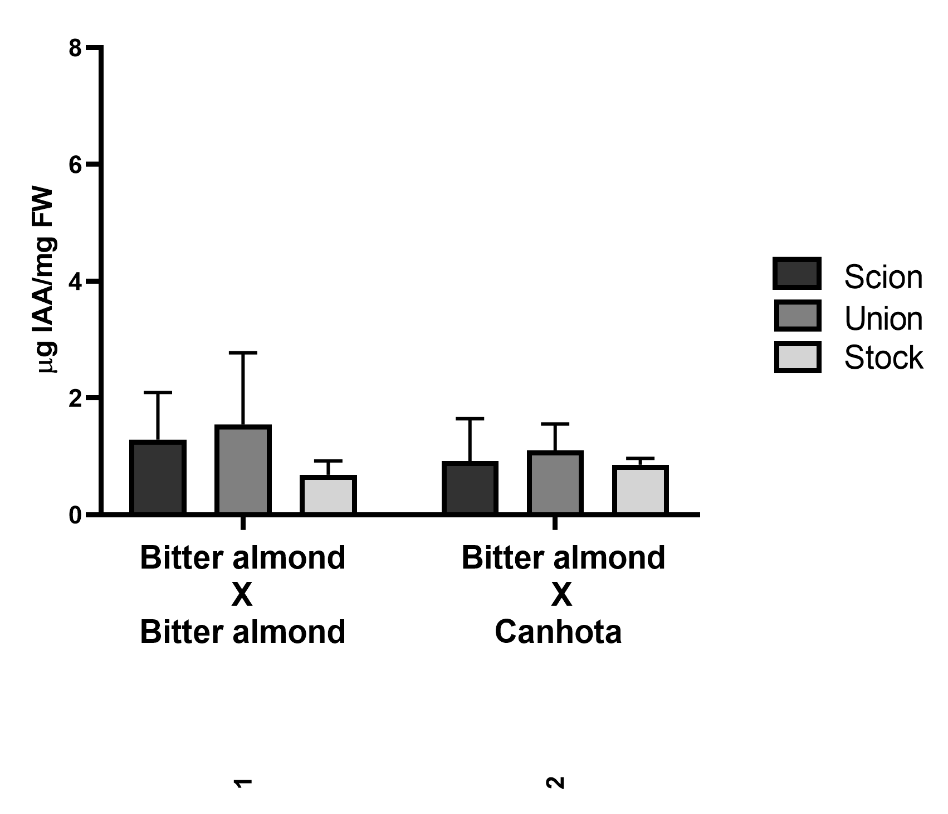 8
6
4
2
0
µg IAA/mg FW
Scion
Union
Stock
Bitter almond
X
Bitter almond
Bitter almond
X
Canhota
1
2